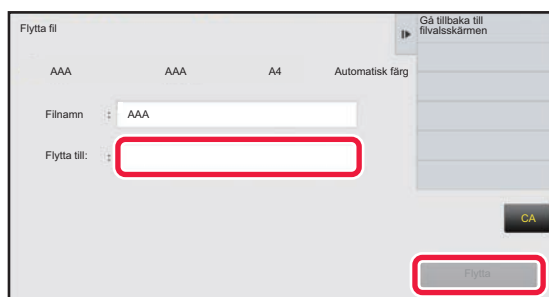 Flytta fil
Gå tillbaka till
filvalsskärmen
AAA AAA A4 Automatisk färg
Filnamn : AAA
Flytta till: :
CA
Flytta